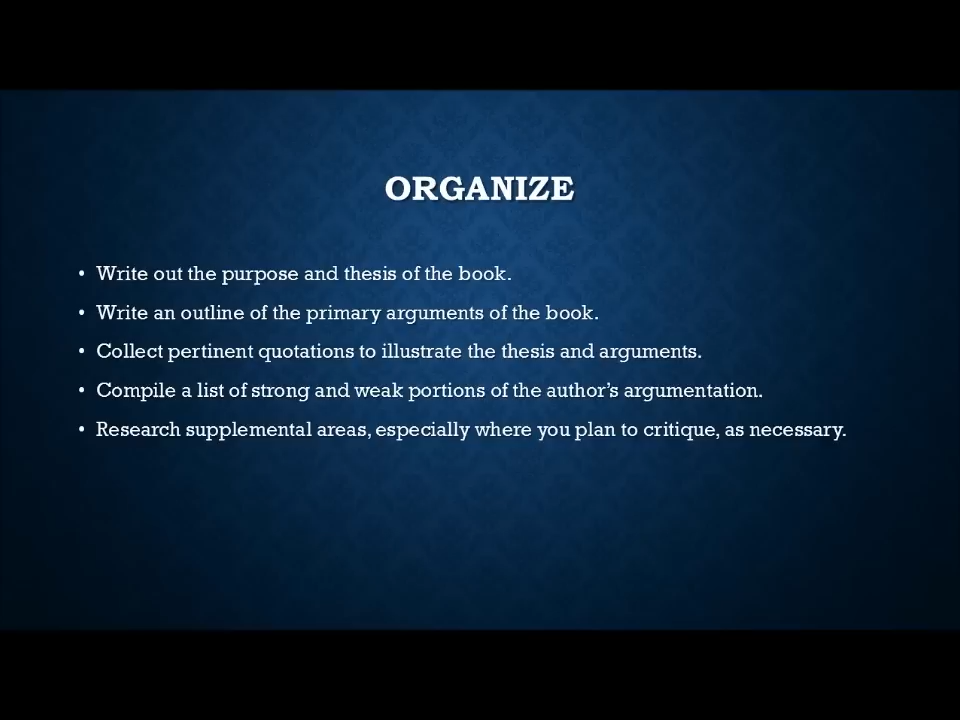 ORGANIZE
• Write out the purpose and thesis of the book.
• Write an outline of the primary arguments of the book.
• Collect pertinent quotations to illustrate the thesis and arguments.
• Compile a list of strong and weak portions of the author’s argumentation.
• Research supplemental areas, especially where you plan to critique, as necessary.